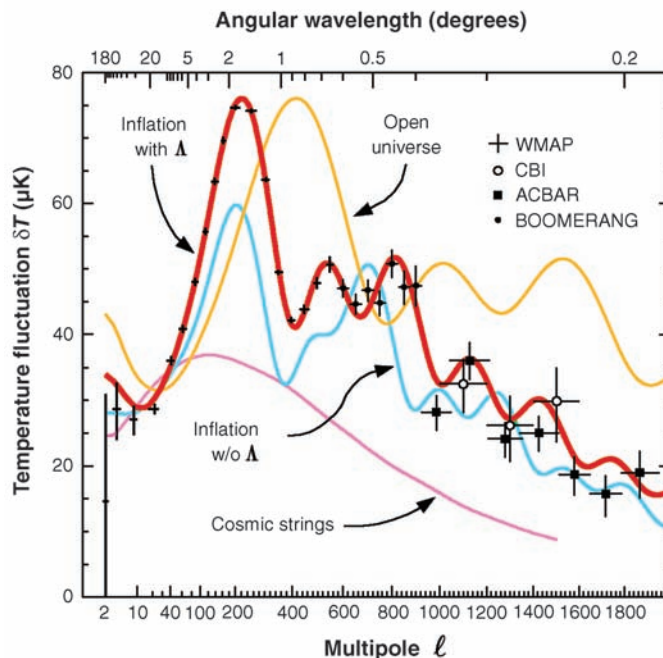 Angular wavelength (degrees)
180 20 5 2 1 0.5 0.2
80
60
40
20
0
Temperature fluctuation δT (μK)
Inflation
with Λ
Open
universe
WMAP
CBI
ACBAR
BOOMERANG
Inflation
w/o Λ
Cosmic strings
2 10 40 100 200 400 600 800 1000 1200 1400 1600 1800
Multipole ℓ